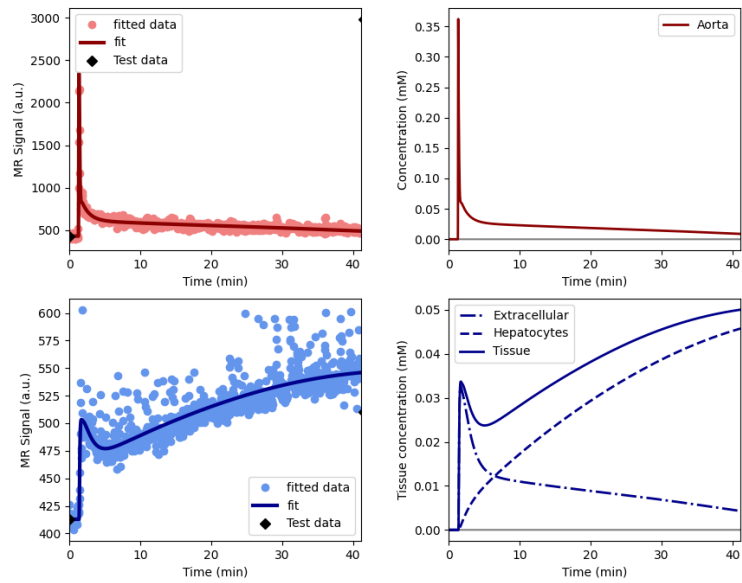 MR Signal (a.u.)
3000
2500
2000
1500
1000
500
fitted data
fit
Test data
0
10
20
30
40
Time (min)
Concentration (mM)
0.35
0.30
0.25
0.20
0.15
0.10
0.05
0.00
Aorta
0
10
20
30
40
Time (min)
MR Signal (a.u.)
600
575
550
525
500
475
450
425
400
fitted data
fit
Test data
0
10
20
30
40
Time (min)
Tissue concentration (mM)
0.05
0.04
0.03
0.02
0.01
0.00
Extracellular
Hepatocytes
Tissue
0
10
20
30
40
Time (min)